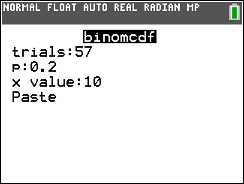 NORMAL FLOAT AUTO REAL RADIAN MP
binomcdf
trials:57
p:0.2
x value:10
Paste